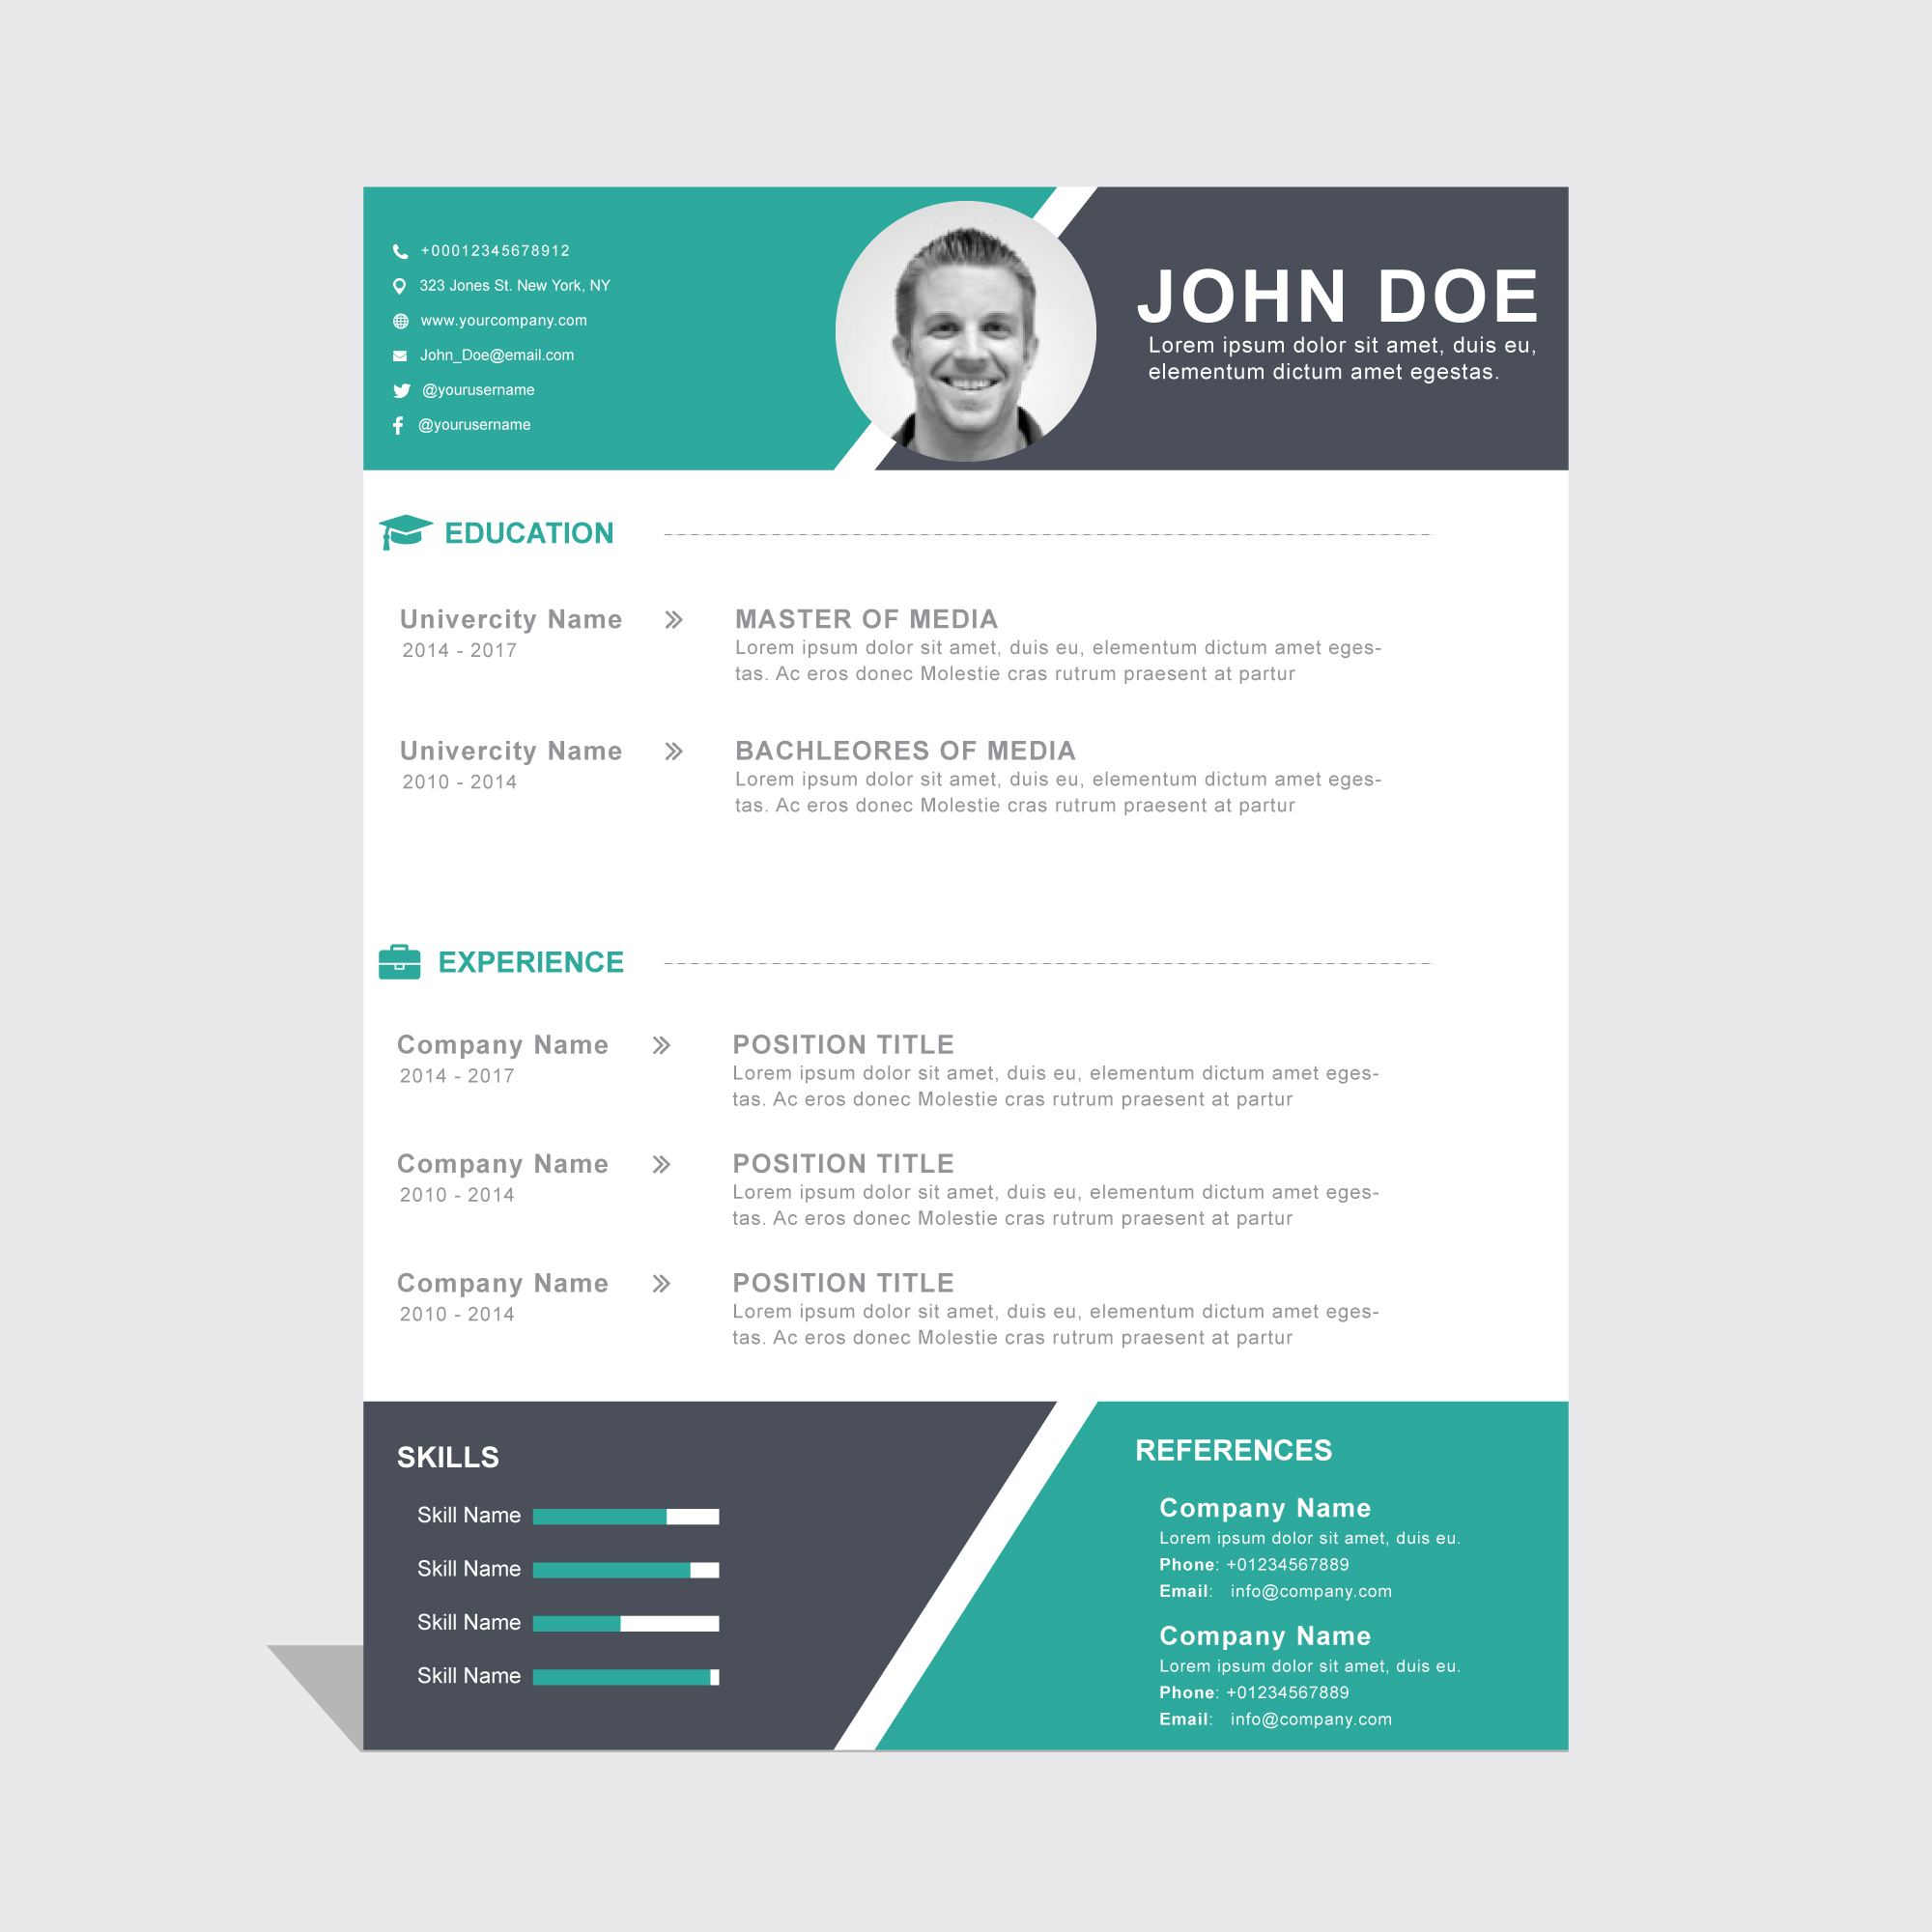 +00012345678912
323 Jones St. New York, NY
www.yourcompany.com
John_Doe@email.com
@yourusername
@yourusername
JOHN DOE
Lorem ipsum dolor sit amet, duis eu,
elementum dictum amet egestas.
EDUCATION
Univercity Name
2014 - 2017
MASTER OF MEDIA
Lorem ipsum dolor sit amet, duis eu, elementum dictum amet eges-
tas. Ac eros donec Molestie cras rutrum praesent at partur
Univercity Name
2010 - 2014
BACHLEORES OF MEDIA
Lorem ipsum dolor sit amet, duis eu, elementum dictum amet eges-
tas. Ac eros donec Molestie cras rutrum praesent at partur
EXPERIENCE
Company Name
2014 - 2017
POSITION TITLE
Lorem ipsum dolor sit amet, duis eu, elementum dictum amet eges-
tas. Ac eros donec Molestie cras rutrum praesent at partur
Company Name
2010 - 2014
POSITION TITLE
Lorem ipsum dolor sit amet, duis eu, elementum dictum amet eges-
tas. Ac eros donec Molestie cras rutrum praesent at partur
Company Name
2010 - 2014
POSITION TITLE
Lorem ipsum dolor sit amet, duis eu, elementum dictum amet eges-
tas. Ac eros donec Molestie cras rutrum praesent at partur
SKILLS
Skill Name
Skill Name
Skill Name
Skill Name
REFERENCES
Company Name
Lorem ipsum dolor sit amet, duis eu.
Phone: +01234567889
Email: info@company.com
Company Name
Lorem ipsum dolor sit amet, duis eu.
Phone: +01234567889
Email: info@company.com